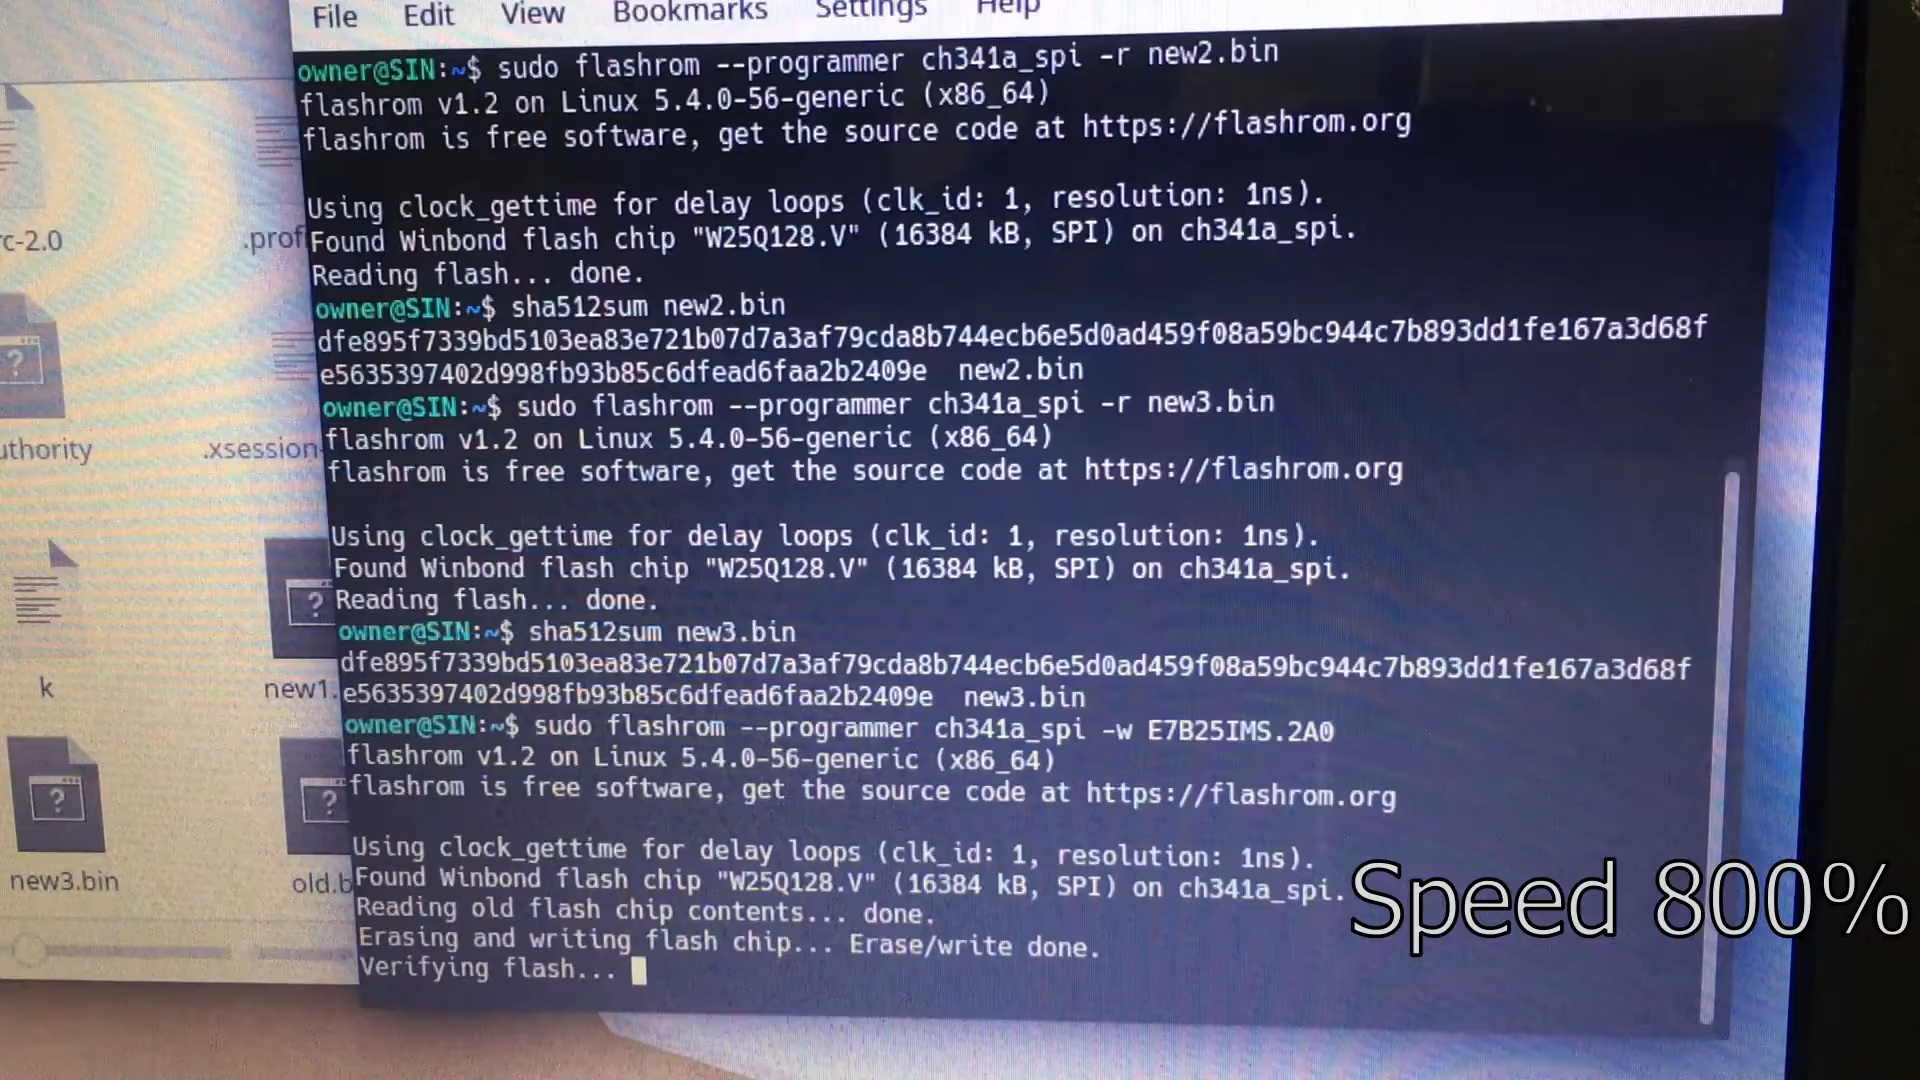 File Edit View Bookmarks Settings Help
owner@SIN:~$ sudo flashrom --programmer ch341a_spi -r new2.bin
flashrom v1.2 on Linux 5.4.0-56-generic (x86_64)
flashrom is free software, get the source code at https://flashrom.org
Using clock_gettime for delay loops (clk_id: 1, resolution: 1ns).
Found Winbond flash chip "W25Q128.V" (16384 kB, SPI) on ch341a_spi.
Reading flash... done.
owner@SIN:~$ sha512sum new2.bin
dfe895f7339bd5103ea83e721b07d7a3af79cda8b744ecb6e5d0ad459f08a59bc944c7b893dd1fe167a3d68f
e5635397402d998fb93b85c6dfead6faa2b2409e new2.bin
owner@SIN:~$ sudo flashrom --programmer ch341a_spi -r new3.bin
flashrom v1.2 on Linux 5.4.0-56-generic (x86_64)
flashrom is free software, get the source code at https://flashrom.org
Using clock_gettime for delay loops (clk_id: 1, resolution: 1ns).
Found Winbond flash chip "W25Q128.V" (16384 kB, SPI) on ch341a_spi.
Reading flash... done.
owner@SIN:~$ sha512sum new3.bin
dfe895f7339bd5103ea83e721b07d7a3af79cda8b744ecb6e5d0ad459f08a59bc944c7b893dd1fe167a3d68f
e5635397402d998fb93b85c6dfead6faa2b2409e new3.bin
owner@SIN:~$ sudo flashrom --programmer ch341a_spi -w E7B25IMS.2A0
flashrom v1.2 on Linux 5.4.0-56-generic (x86_64)
flashrom is free software, get the source code at https://flashrom.org
Using clock_gettime for delay loops (clk_id: 1, resolution: 1ns).
Found Winbond flash chip "W25Q128.V" (16384 kB, SPI) on ch341a_spi.
Reading old flash chip contents... done.
Erasing and writing flash chip... Erase/write done.
Verifying flash...
rc-2.0
.prof
uthority
.xsession-
k
new1.
new3.bin
old.b
Speed 800%